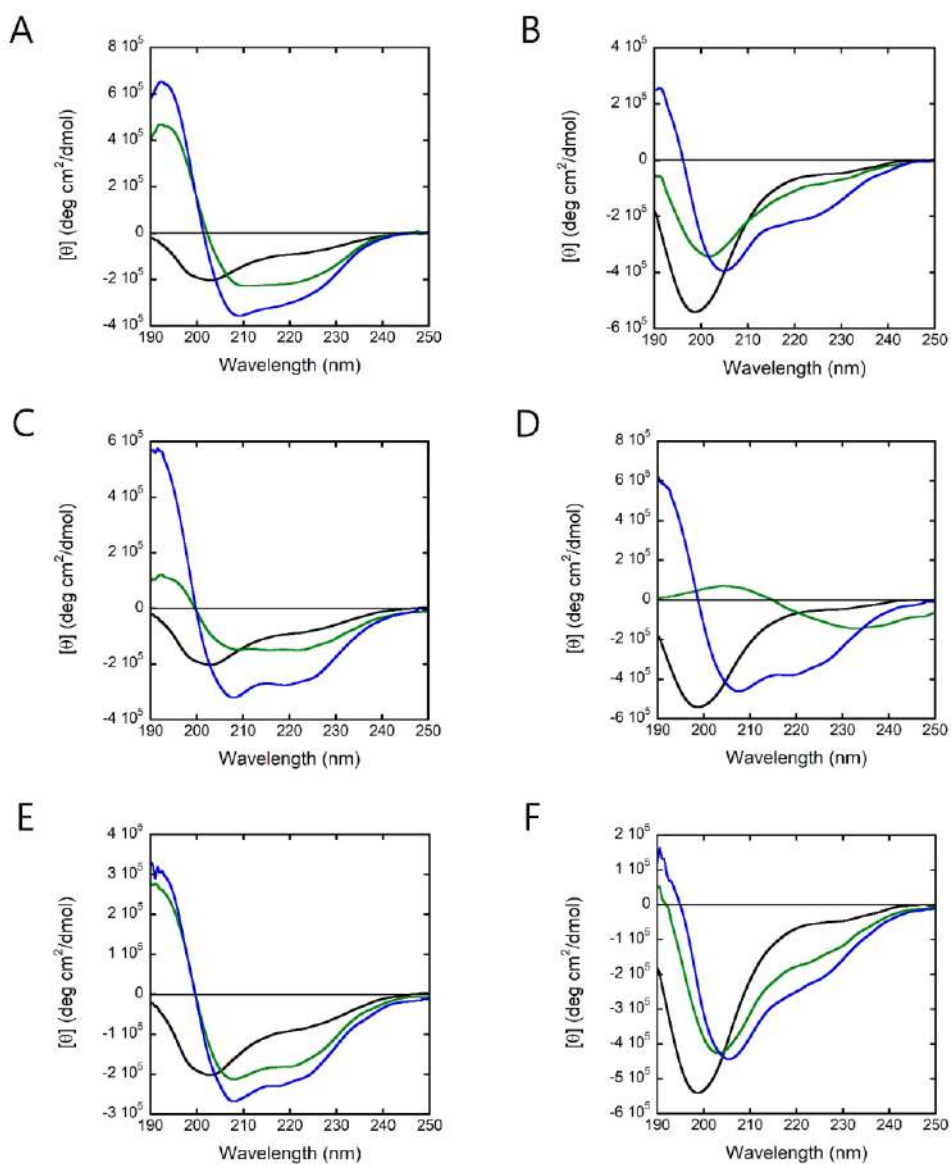 A
8 10⁵
6 10⁵
4 10⁵
2 10⁵
0
-2 10⁵
-4 10⁵
[θ] (deg cm²/dmol)
190 200 210 220 230 240 250
Wavelength (nm)
B
4 10⁵
2 10⁵
0
-2 10⁵
-4 10⁵
-6 10⁵
[θ] (deg cm²/dmol)
190 200 210 220 230 240 250
Wavelength (nm)
C
6 10⁵
4 10⁵
2 10⁵
0
-2 10⁵
-4 10⁵
[θ] (deg cm²/dmol)
190 200 210 220 230 240 250
Wavelength (nm)
D
8 10⁵
6 10⁵
4 10⁵
2 10⁵
0
-2 10⁵
-4 10⁵
-6 10⁵
[θ] (deg cm²/dmol)
190 200 210 220 230 240 250
Wavelength (nm)
E
4 10⁵
3 10⁵
2 10⁵
1 10⁵
0
-1 10⁵
-2 10⁵
-3 10⁵
[θ] (deg cm²/dmol)
190 200 210 220 230 240 250
Wavelength (nm)
F
2 10⁵
1 10⁵
0
-1 10⁵
-2 10⁵
-3 10⁵
-4 10⁵
-5 10⁵
-6 10⁵
[θ] (deg cm²/dmol)
190 200 210 220 230 240 250
Wavelength (nm)